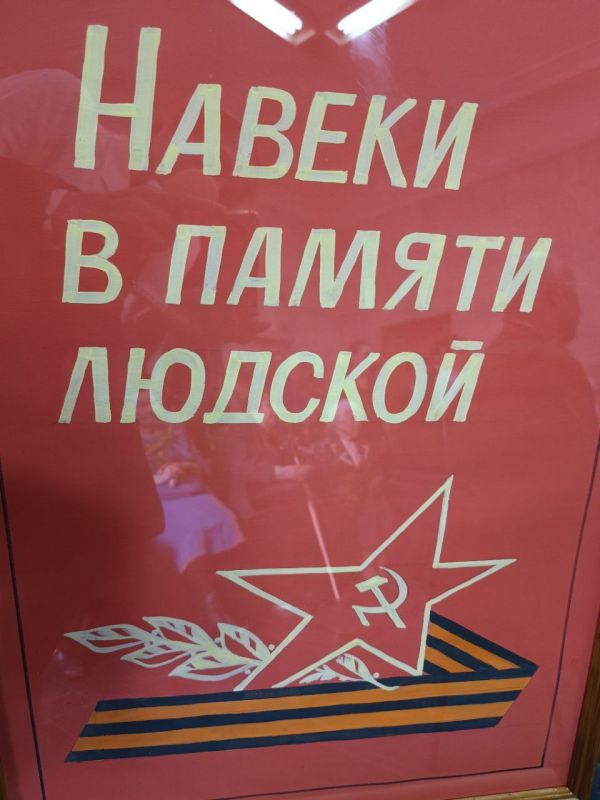 Навеки
в памяти
людской